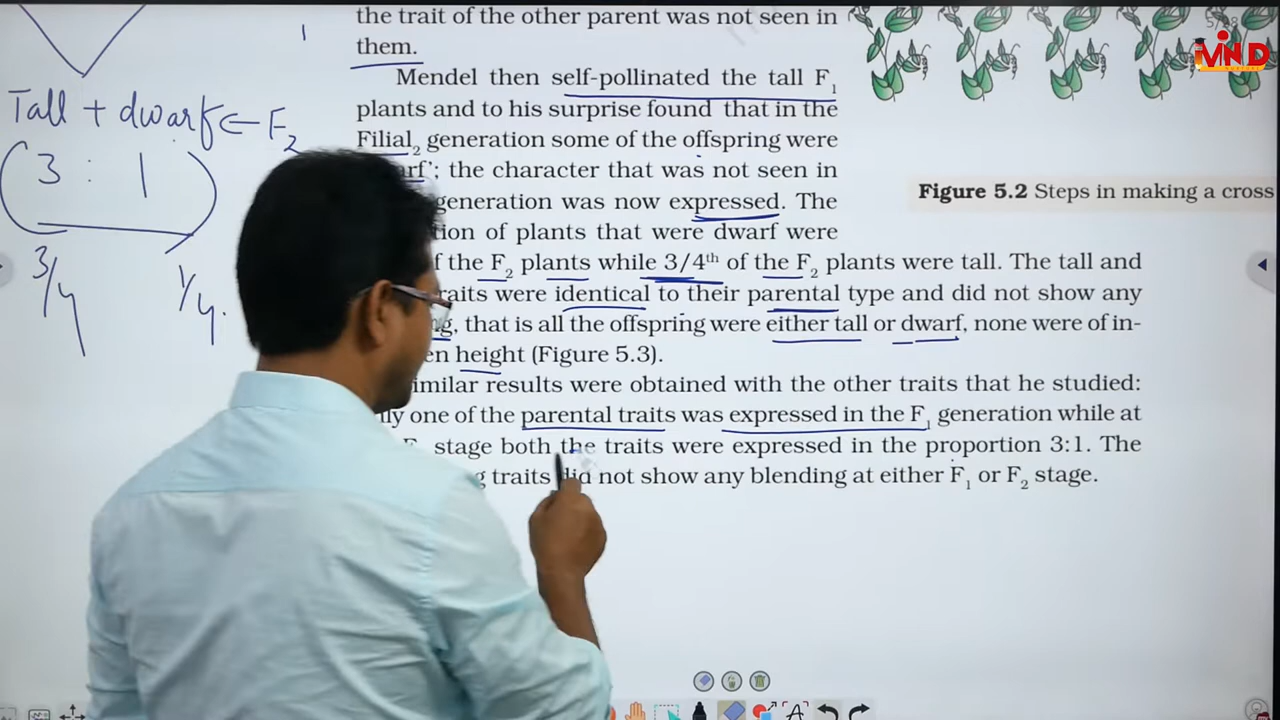 the trait of the other parent was not seen in
them.
Mendel then self-pollinated the tall F1
plants and to his surprise found that in the
Filial2 generation some of the offspring were
arf’; the character that was not seen in
generation was now expressed. The
tion of plants that were dwarf were
f the F2 plants while 3/4th of the F2 plants were tall. The tall and
raits were identical to their parental type and did not show any
g, that is all the offspring were either tall or dwarf, none were of in-
en height (Figure 5.3).
imilar results were obtained with the other traits that he studied:
ly one of the parental traits was expressed in the F1 generation while at
F stage both the traits were expressed in the proportion 3:1. The
g traits did not show any blending at either F1 or F2 stage.
Tall + dwarf ← F2
(3 : 1)
3/4 1/4.
Figure 5.2 Steps in making a cross
MIND